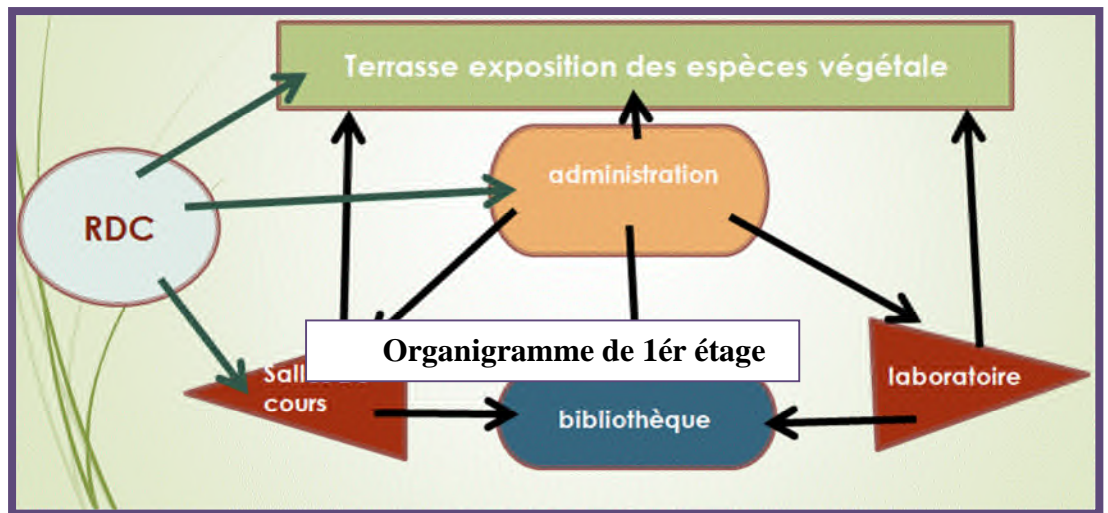 Terrasse exposition des espèces végétale
administration
RDC
Organigramme de 1ér étage
cours
laboratoire
bibliothèque